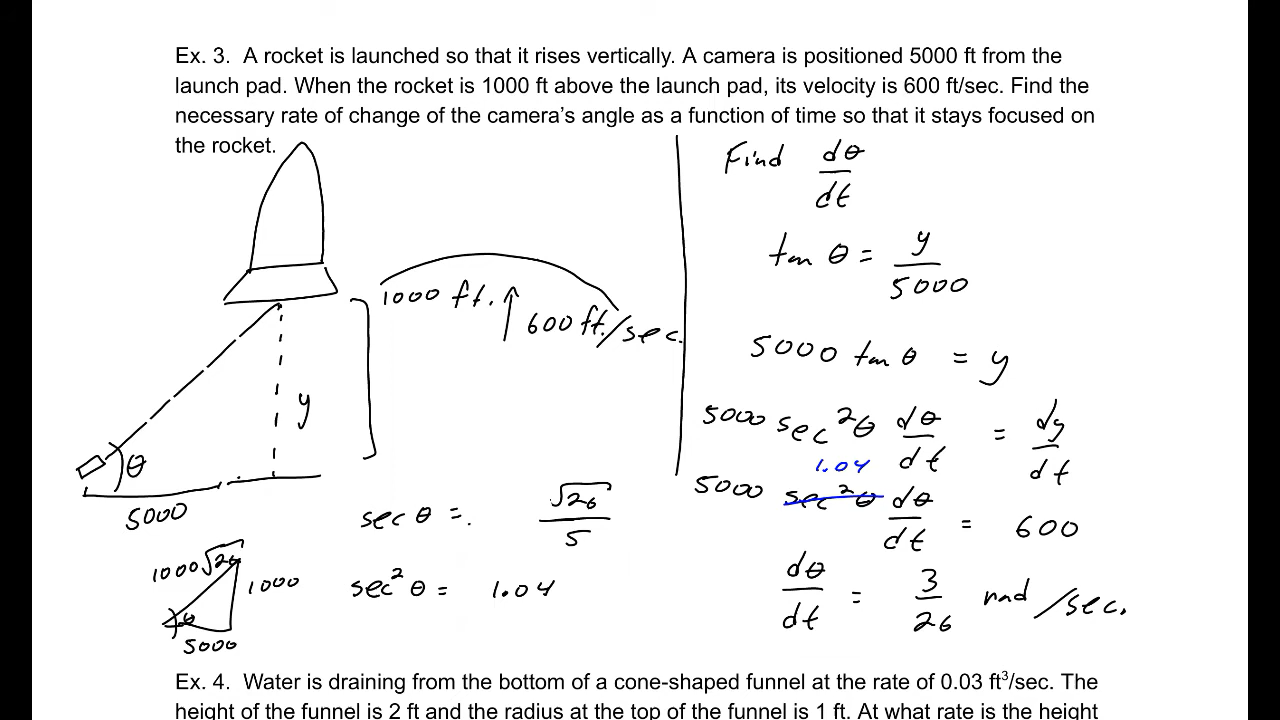 Ex. 3. A rocket is launched so that it rises vertically. A camera is positioned 5000 ft from the
launch pad. When the rocket is 1000 ft above the launch pad, its velocity is 600 ft/sec. Find the
necessary rate of change of the camera's angle as a function of time so that it stays focused on
the rocket.
1000 ft. ↑ 600 ft./sec.
y
θ
5000
1000√26
1000
θ
5000
sec θ = . √26/5
sec² θ = 1.04
Find dθ/dt
tan θ = y/5000
5000 tan θ = y
5000 sec²θ dθ/dt = dy/dt
1.04
5000 sec²θ dθ/dt = 600
dθ/dt = 3/26 rad/sec.
Ex. 4. Water is draining from the bottom of a cone-shaped funnel at the rate of 0.03 ft³/sec. The
height of the funnel is 2 ft and the radius at the top of the funnel is 1 ft. At what rate is the height